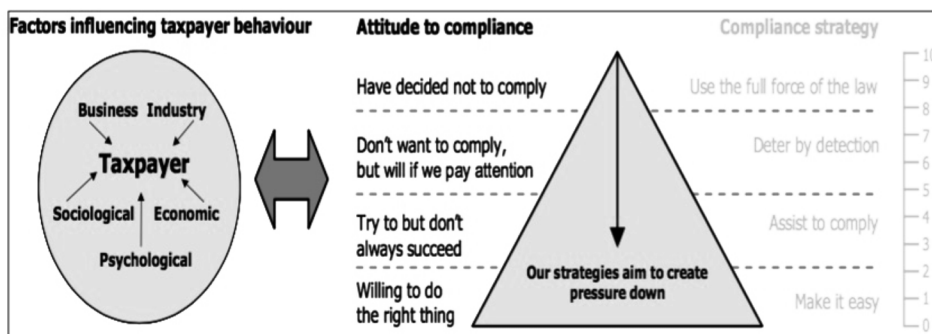 Factors influencing taxpayer behaviour
Business Industry
Taxpayer
Sociological Economic
Psychological
Attitude to compliance
Have decided not to comply
Don't want to comply,
but will if we pay attention
Try to but don't
always succeed
Willing to do
the right thing
Our strategies aim to create
pressure down
Compliance strategy
Use the full force of the law
Deter by detection
Assist to comply
Make it easy
10
9
8
7
6
5
4
3
2
1
0